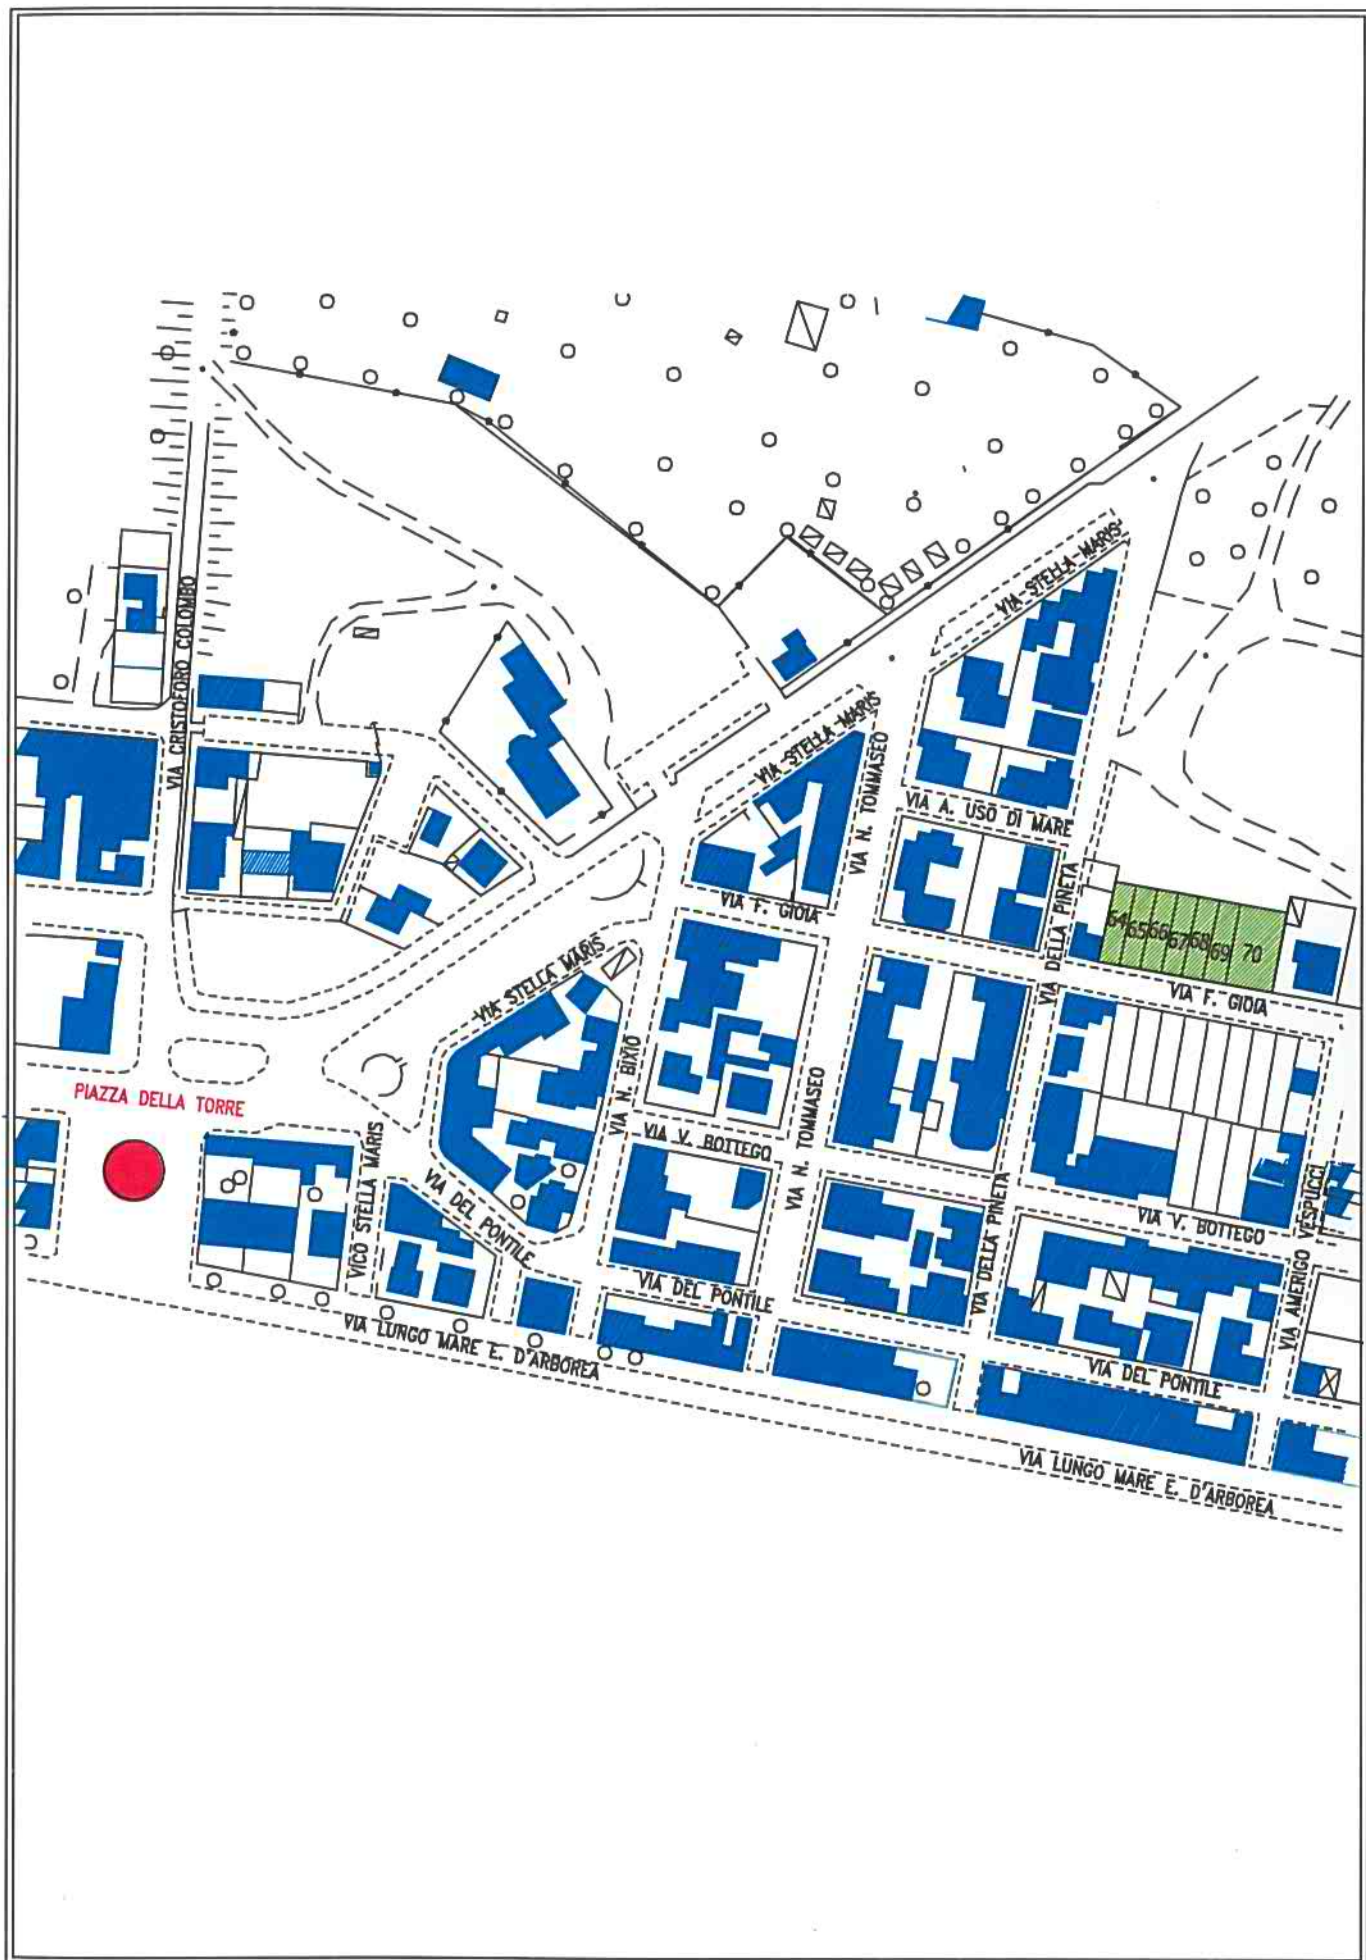 VIA STELLA MARIS
VIA CRISTOFORO COLOMBO
VIA STELLA MARIS
VIA N. TOMMASEO
VIA A. USO DI MARE
VIA F. GIOIA
VIA DELLA PINETA
64 65 66 67 68 69 70
VIA STELLA MARIS
VIA F. GIOIA
VIA N. BIXIO
PIAZZA DELLA TORRE
VIA N. TOMMASEO
VIA V. BOTTEGO
VICO STELLA MARIS
VIA DEL PONTILE
VIA DELLA PINETA
VIA V. BOTTEGO
VIA AMERIGO VESPUCCI
VIA DEL PONTILE
VIA LUNGO MARE E. D'ARBOREA
VIA DEL PONTILE
VIA LUNGO MARE E. D'ARBOREA